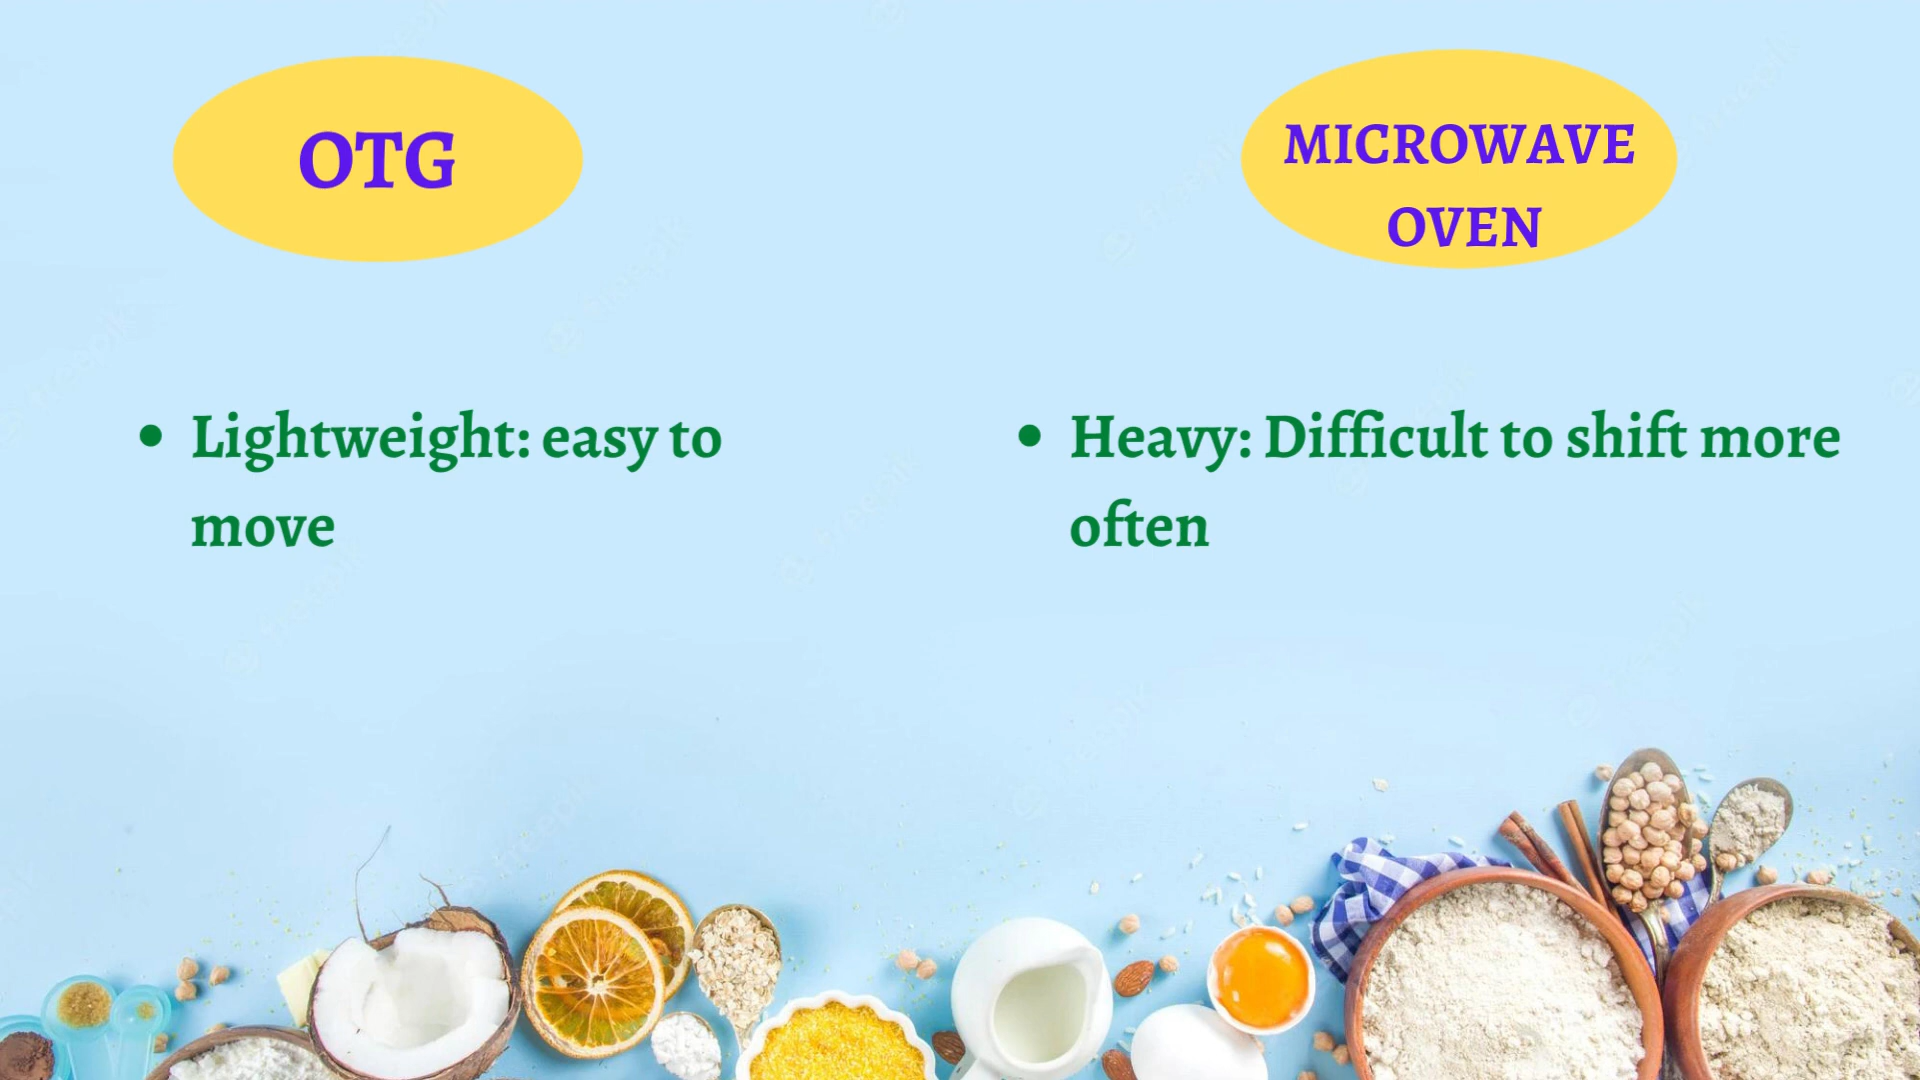 OTG
MICROWAVE
OVEN
• Lightweight: easy to
move
• Heavy: Difficult to shift more
often